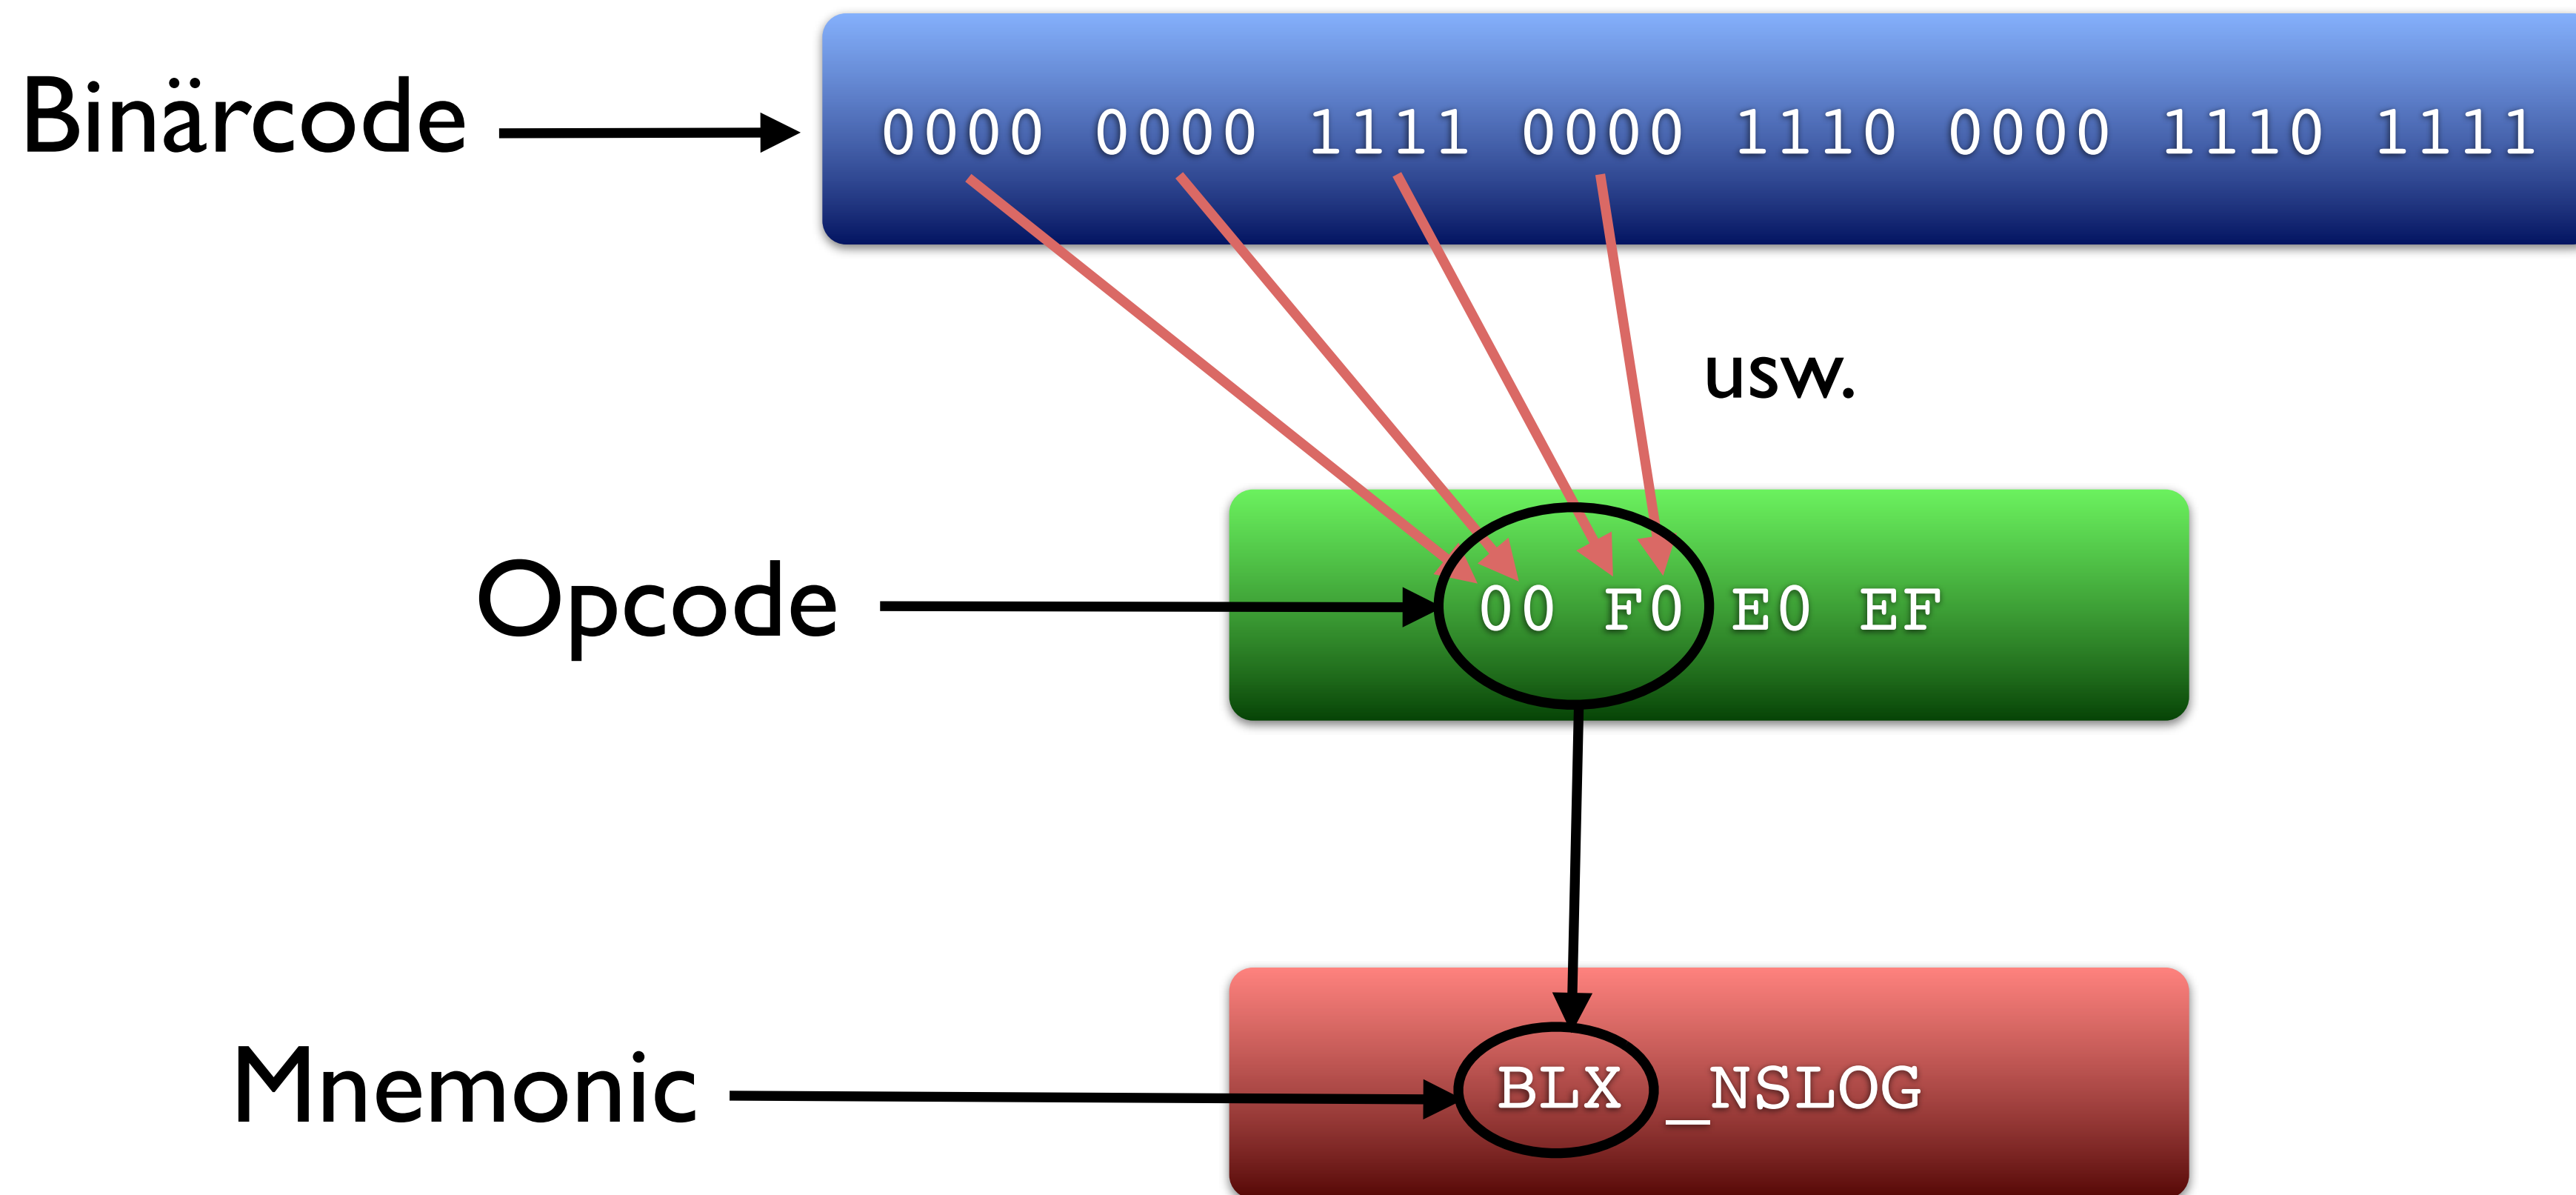 Binärcode
0000 0000 1111 0000 1110 0000 1110 1111
usw.
Opcode
00 F0 E0 EF
Mnemonic
BLX _NSLOG